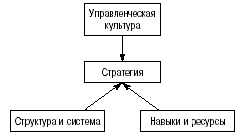 Управленческая
культура
Стратегия
Структура и система
Навыки и ресурсы